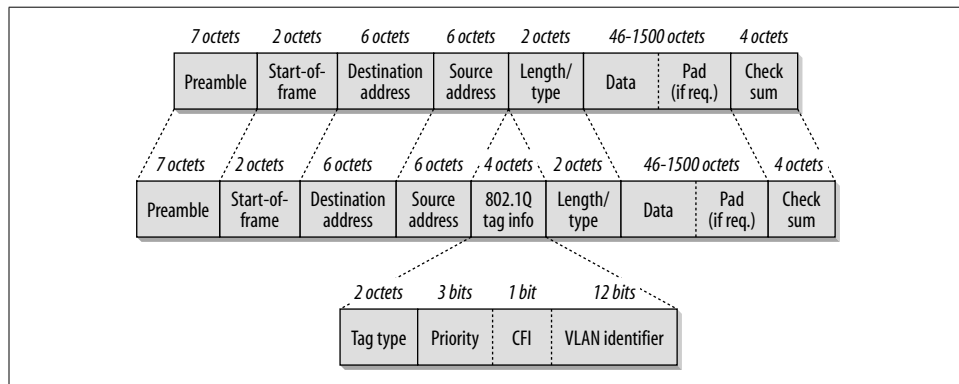 7 octets 2 octets 6 octets 6 octets 2 octets 46-1500 octets 4 octets
Preamble Start-of-frame Destination address Source address Length/type Data Pad (if req.) Check sum
7 octets 2 octets 6 octets 6 octets 4 octets 2 octets 46-1500 octets 4 octets
Preamble Start-of-frame Destination address Source address 802.1Q tag info Length/type Data Pad (if req.) Check sum
2 octets 3 bits 1 bit 12 bits
Tag type Priority CFI VLAN identifier